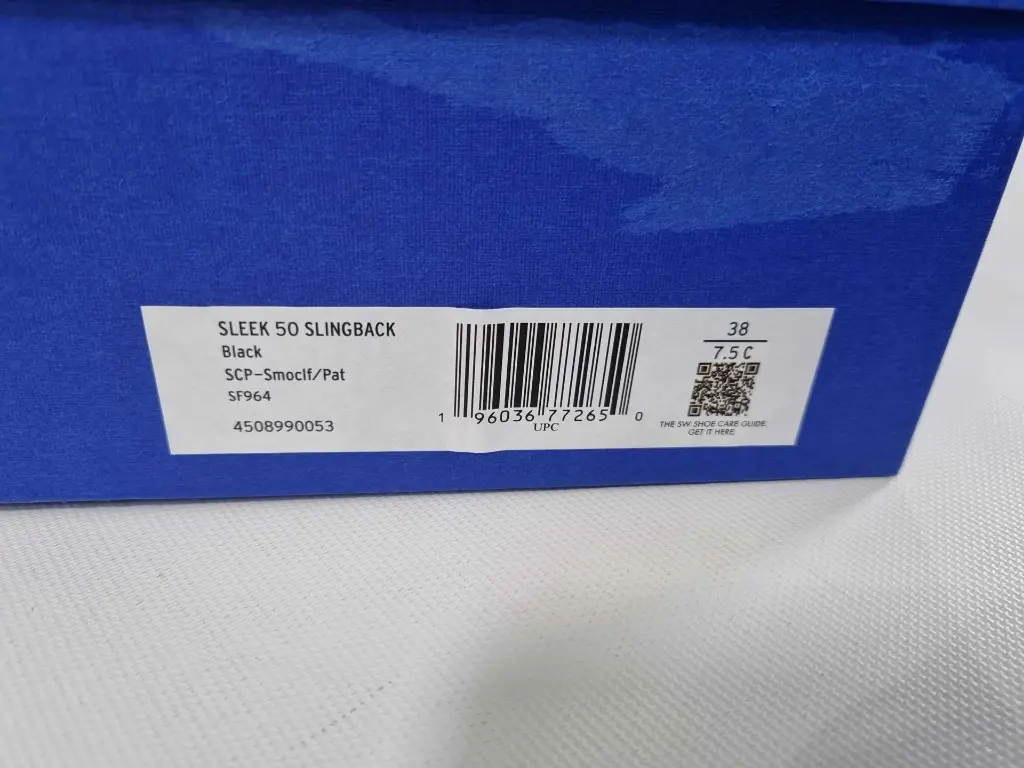 SLEEK 50 SLINGBACK
Black
SCP-Smoclf/Pat
SF964
4508990053
1 96036 77265 0
UPC
38
7.5 C
THE SW SHOE CARE GUIDE.
GET IT HERE.